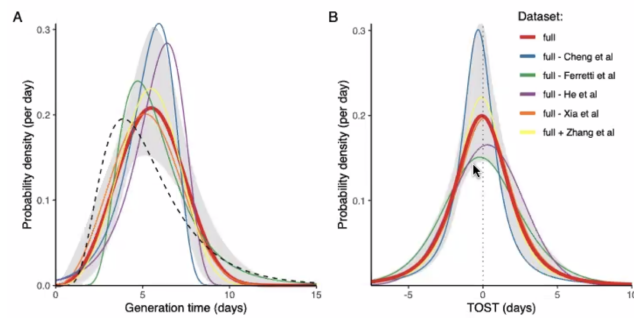 A
Probability density (per day)
0.3
0.2
0.1
0.0
0
5
10
15
Generation time (days)
B
Probability density (per day)
0.3
0.2
0.1
-5
0
5
10
TOST (days)
Dataset:
full
full - Cheng et al
full - Ferretti et al
full - He et al
full - Xia et al
full + Zhang et al